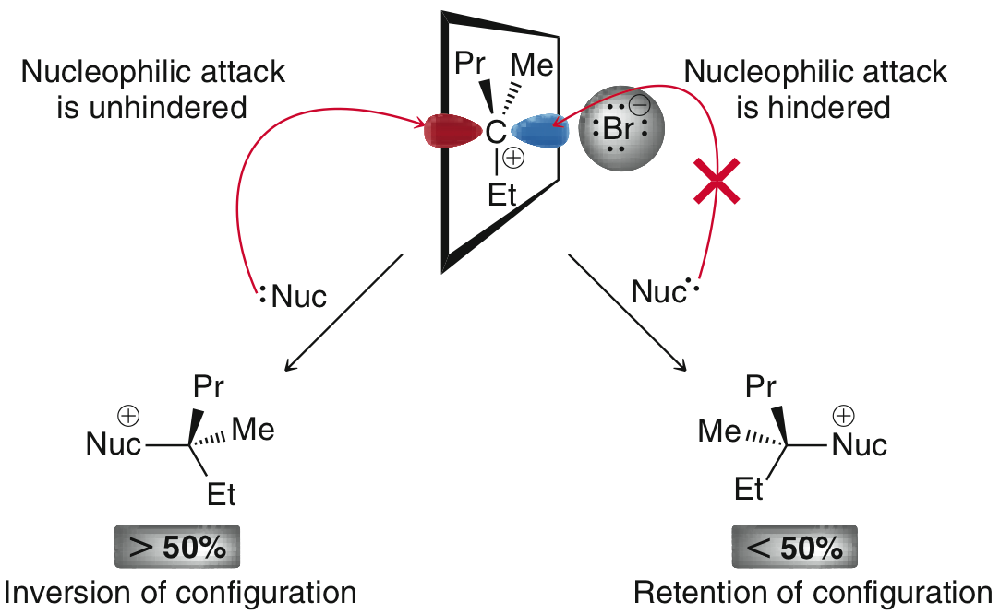 Nucleophilic attack
is unhindered
Pr Me
C
⊕
Et
⊖
:Br:
Nucleophilic attack
is hindered
:Nuc
Nuc:
Pr
⊕
Nuc Me
Et
> 50%
Inversion of configuration
Pr
⊕
Me Nuc
Et
< 50%
Retention of configuration